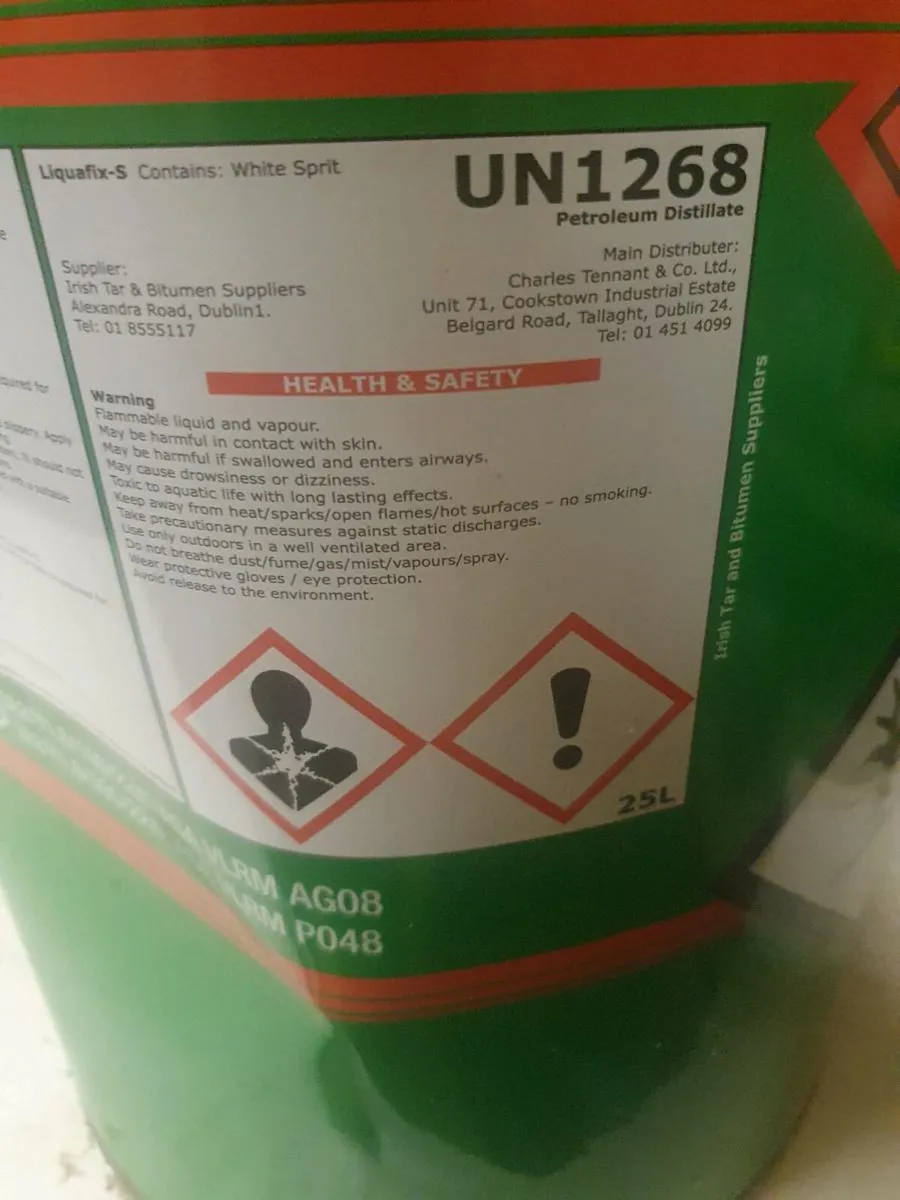 Liquafix-S Contains: White Sprit
UN1268
Petroleum Distillate
Supplier:
Irish Tar & Bitumen Suppliers
Alexandra Road, Dublin1.
Tel: 01 8555117
Main Distributer:
Charles Tennant & Co. Ltd.,
Unit 71, Cookstown Industrial Estate
Belgard Road, Tallaght, Dublin 24.
Tel: 01 451 4099
HEALTH & SAFETY
Warning
Flammable liquid and vapour.
May be harmful in contact with skin.
May be harmful if swallowed and enters airways.
May cause drowsiness or dizziness.
Toxic to aquatic life with long lasting effects.
Keep away from heat/sparks/open flames/hot surfaces – no smoking.
Take precautionary measures against static discharges.
Use only outdoors in a well ventilated area.
Do not breathe dust/fume/gas/mist/vapours/spray.
Wear protective gloves / eye protection.
Avoid release to the environment.
25L
Irish Tar and Bitumen Suppliers
slippery. Apply
it should not
VLRM AG08
P048